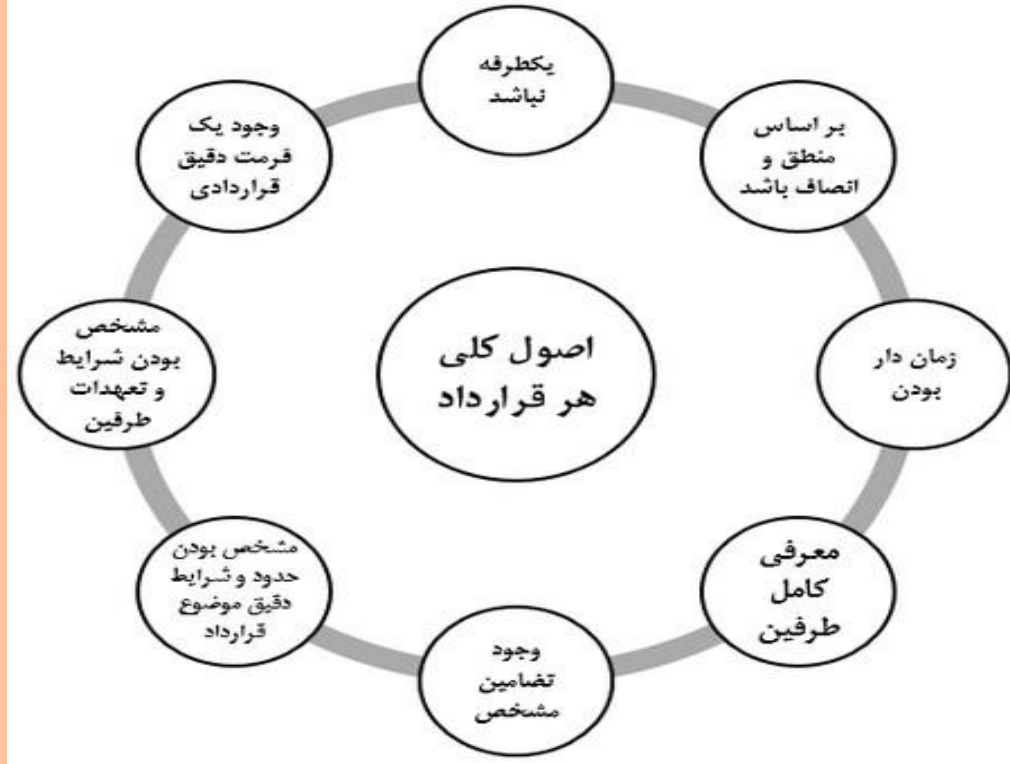 یکطرفه
نباشد
بر اساس
منطق و
انصاف باشد
زمان دار
بودن
معرفی
کامل
طرفین
وجود
تضامین
مشخص
مشخص بودن
حدود و شرایط
دقیق موضوع
قرارداد
مشخص
بودن شرایط
و تعهدات
طرفین
وجود یک
فرمت دقیق
قراردادی
اصول کلی
هر قرارداد